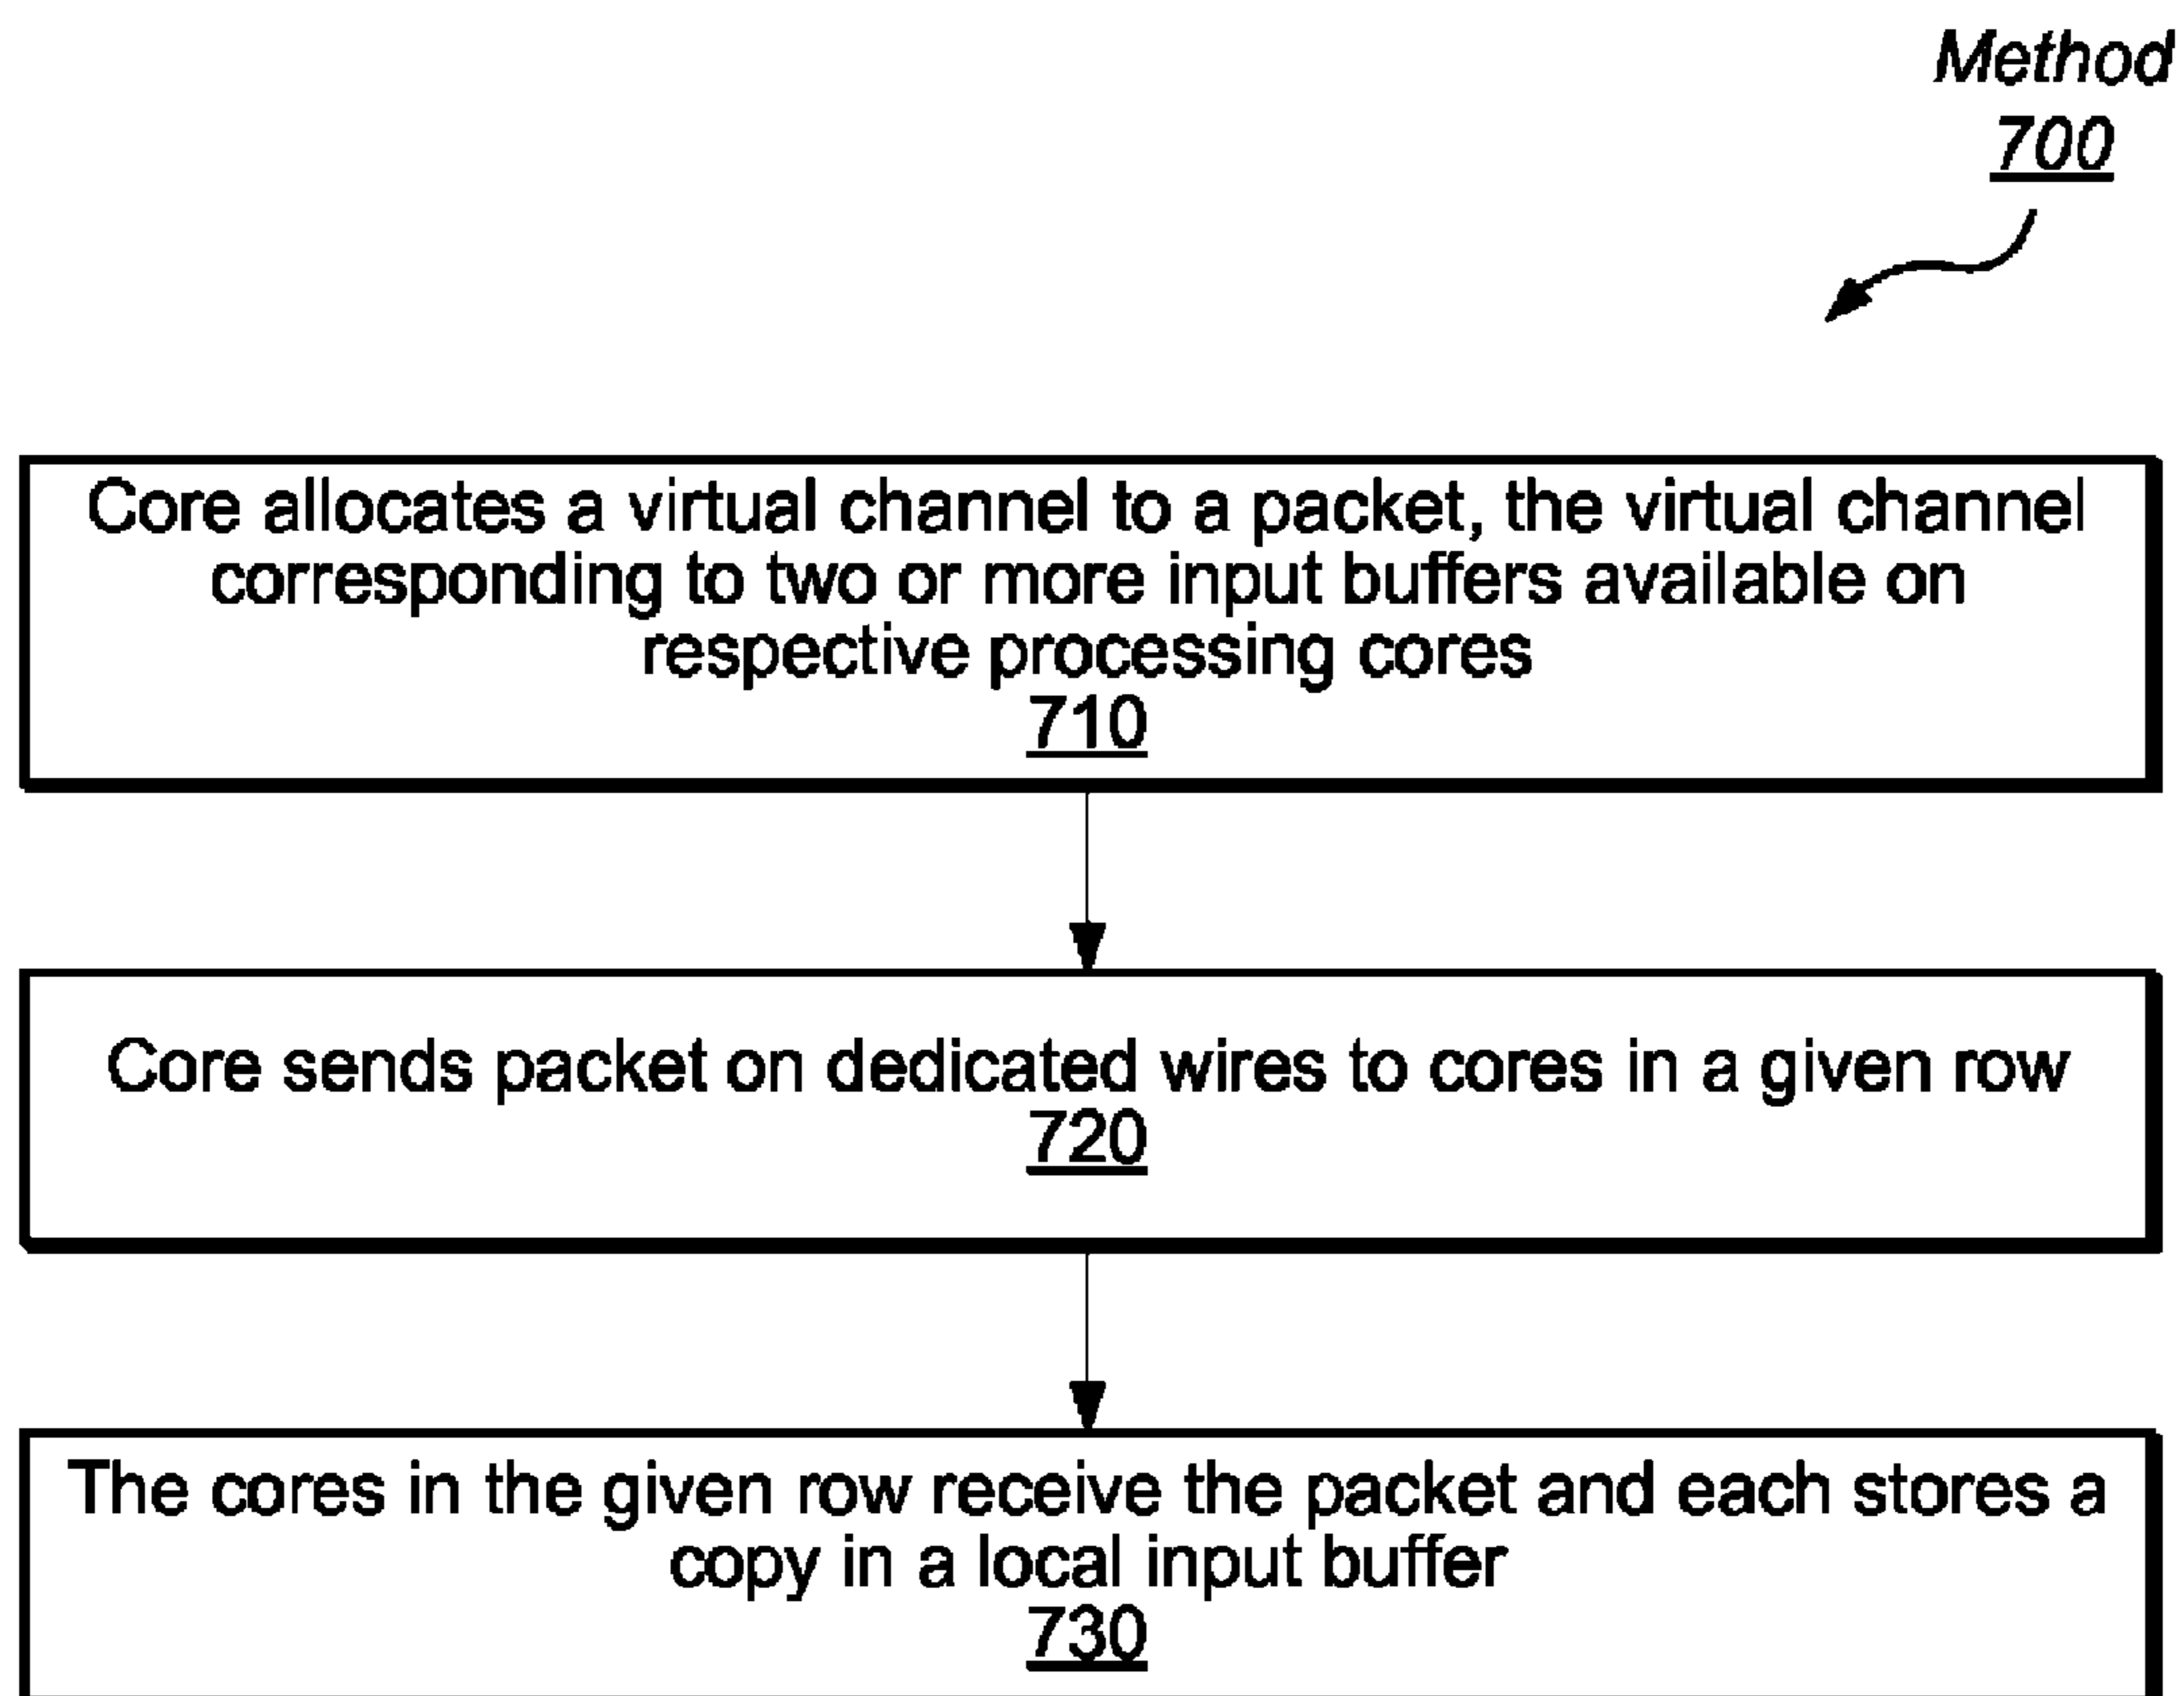 Method
700
Core allocates a virtual channel to a packet, the virtual channel
corresponding to two or more input buffers available on
respective processing cores
710
Core sends packet on dedicated wires to cores in a given row
720
The cores in the given row receive the packet and each stores a
copy in a local input buffer
730